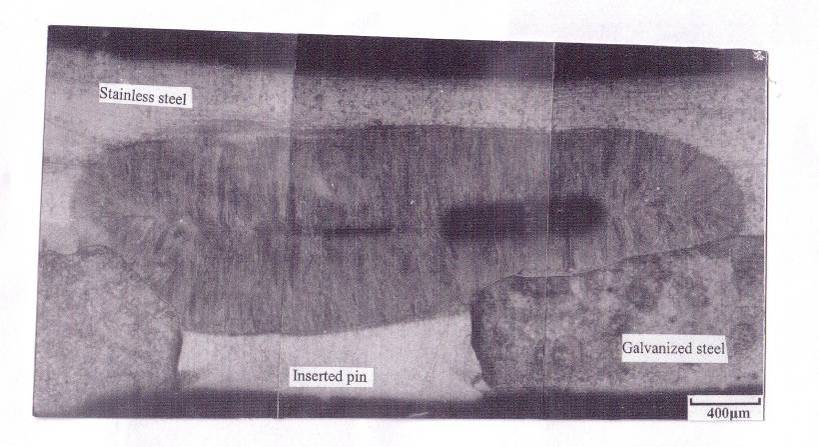 Stainless steel
Galvanized steel
Inserted pin
400µm